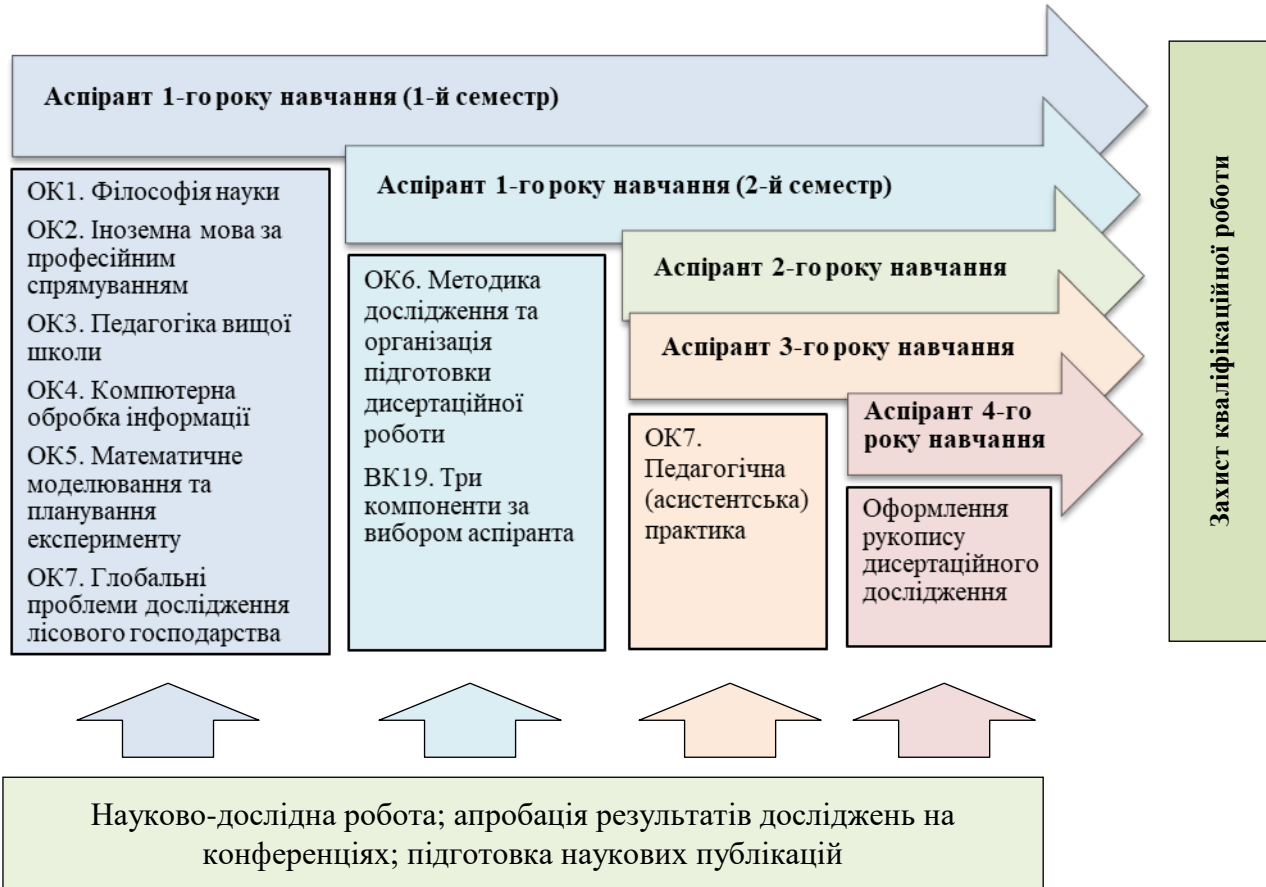 Аспірант 1-го року навчання (1-й семестр)
ОК1. Філософія науки
ОК2. Іноземна мова за
професійним
спрямуванням
ОК3. Педагогіка вищої
школи
ОК4. Компютерна
обробка інформації
ОК5. Математичне
моделювання та
планування
експерименту
ОК7. Глобальні
проблеми дослідження
лісового господарства
Аспірант 1-го року навчання (2-й семестр)
ОК6. Методика
дослідження та
організація
підготовки
дисертаційної
роботи
ВК19. Три
компоненти за
вибором аспіранта
Аспірант 2-го року навчання
Аспірант 3-го року навчання
ОК7.
Педагогічна
(асистентська)
практика
Аспірант 4-го
року навчання
Оформлення
рукопису
дисертаційного
дослідження
Захист кваліфікаційної роботи
Науково-дослідна робота; апробація результатів досліджень на
конференціях; підготовка наукових публікацій